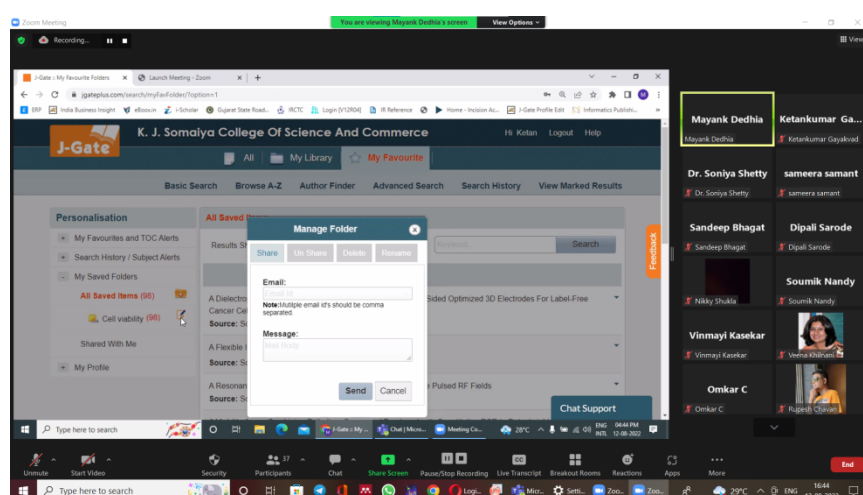 Zoom Meeting
You are viewing Mayank Dedhia's screen View Options
Recording...
View
J-Gate :: My Favourite Folders
Launch Meeting - Zoom
jgateplus.com/search/myFavFolder/?option=1
ERP
India Business Insight
eBoox.in
i-Scholar
Gujarat State Road...
IRCTC
Login [V12R04]
IR Reference
Home - Incision Ac...
J-Gate Profile Edit
Informatics Publishi...
J-Gate
K. J. Somaiya College Of Science And Commerce
Hi Ketan Logout Help
All My Library My Favourite
Basic Search Browse A-Z Author Finder Advanced Search Search History View Marked Results
Personalisation
My Favourites and TOC Alerts
Search History / Subject Alerts
My Saved Folders
All Saved Items (98)
Cell viability (98)
Shared With Me
My Profile
All Saved
Results Sh
Search
A Dielectro
Sided Optimized 3D Electrodes For Label-Free
Cancer Ce
Source: S
A Flexible
Source: S
A Resonan
Pulsed RF Fields
Source: S
Manage Folder
Share Un Share Delete Rename
Email:
Email Id
Note:Mutliple email id's should be comma
separated.
Message:
Mail Body
Send Cancel
Feedback
Chat Support
Type here to search
J-Gate :: My ...
Chat | Micro...
Meeting Co...
28°C
ENG
INTL
04:44 PM
12-08-2022
Mayank Dedhia
Mayank Dedhia
Ketankumar Ga...
Ketankumar Gayakvad
Dr. Soniya Shetty
Dr. Soniya Shetty
sameera samant
sameera samant
Sandeep Bhagat
Sandeep Bhagat
Dipali Sarode
Dipali Sarode
Nikky Shukla
Soumik Nandy
Soumik Nandy
Vinmayi Kasekar
Vinmayi Kasekar
Veena Khilnani
Omkar C
Omkar C
Rupesh Chavan
Unmute
Start Video
Security
37
Participants
Chat
Share Screen
Pause/Stop Recording
CC
Live Transcript
Breakout Rooms
Reactions
Apps
More
End
Type here to search
Logi...
Micr...
Setti...
Zoo...
Zoo...
29°C
ENG
16:44